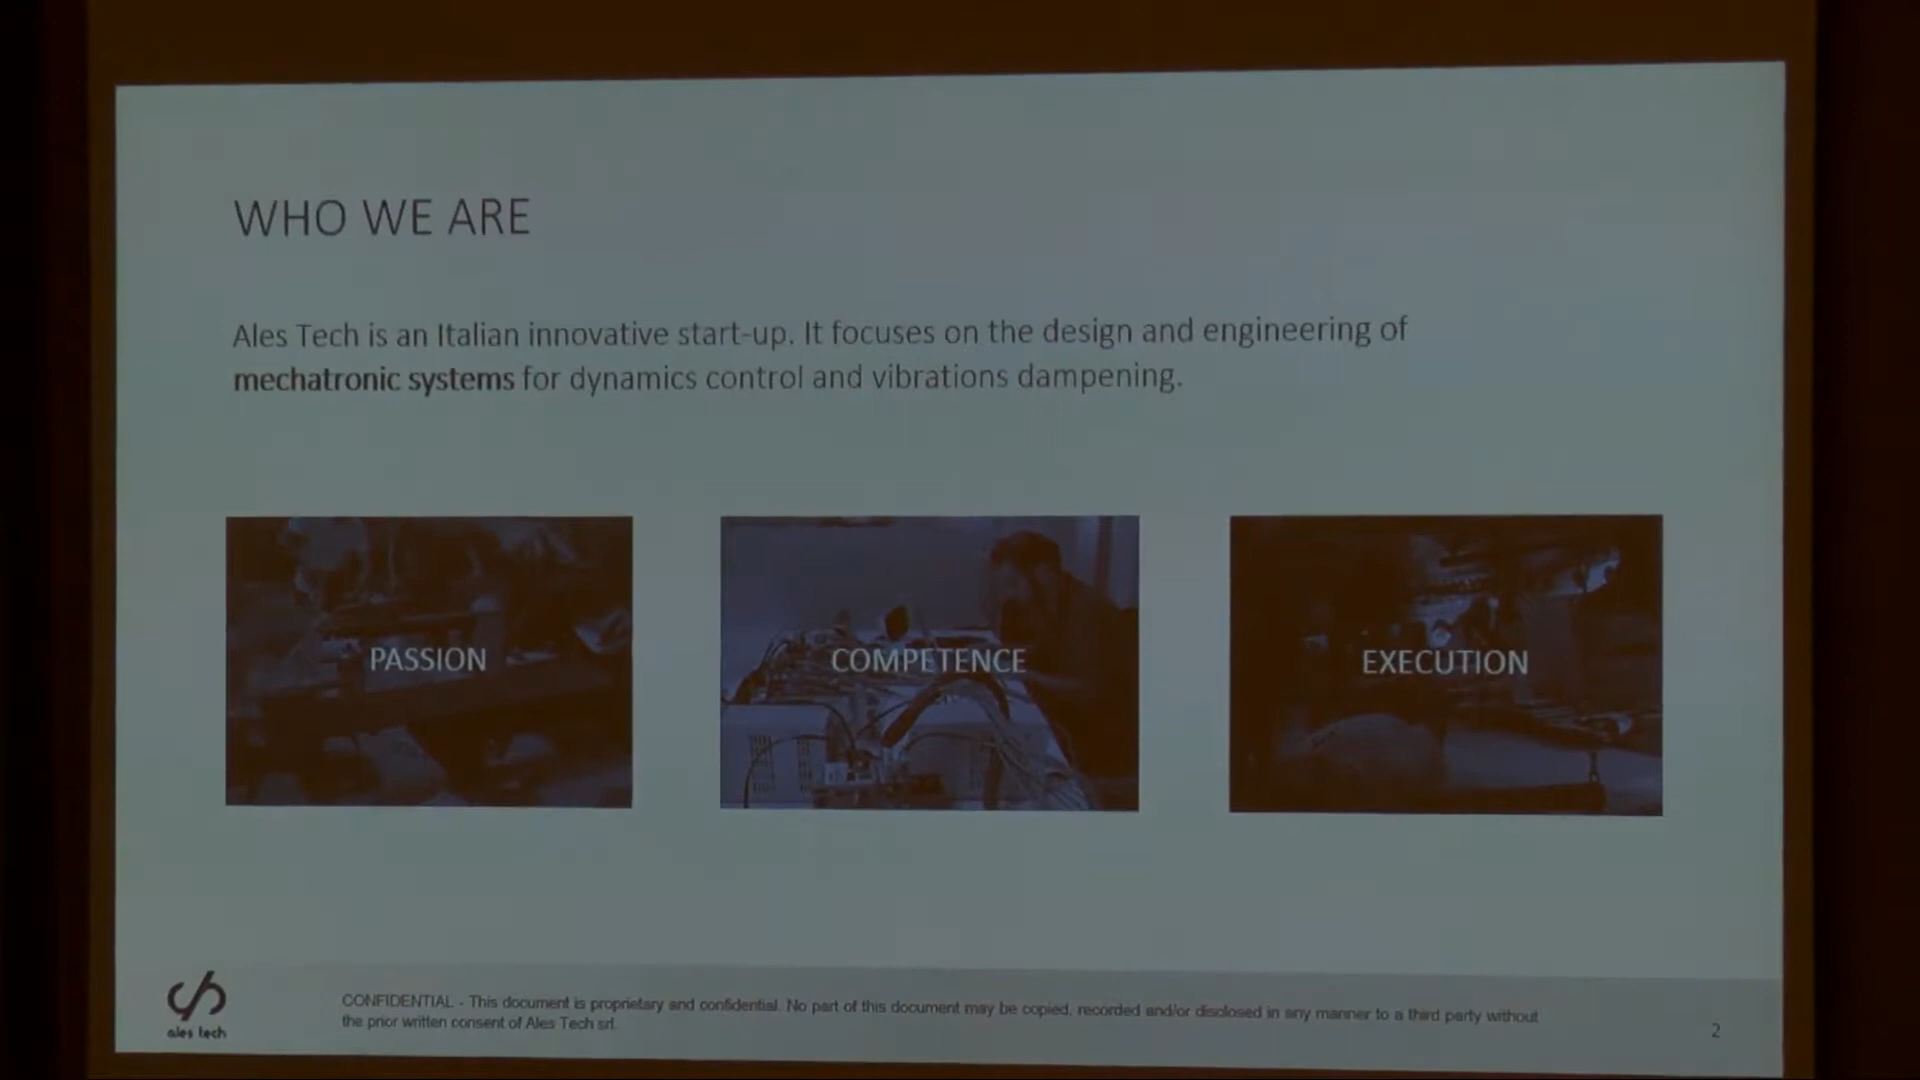 WHO WE ARE
Ales Tech is an Italian innovative start-up. It focuses on the design and engineering of
mechatronic systems for dynamics control and vibrations dampening.
PASSION
COMPETENCE
EXECUTION
ales tech
CONFIDENTIAL - This document is proprietary and confidential. No part of this document may be copied, recorded and/or disclosed in any manner to a third party without
the prior written consent of Ales Tech srl.
2